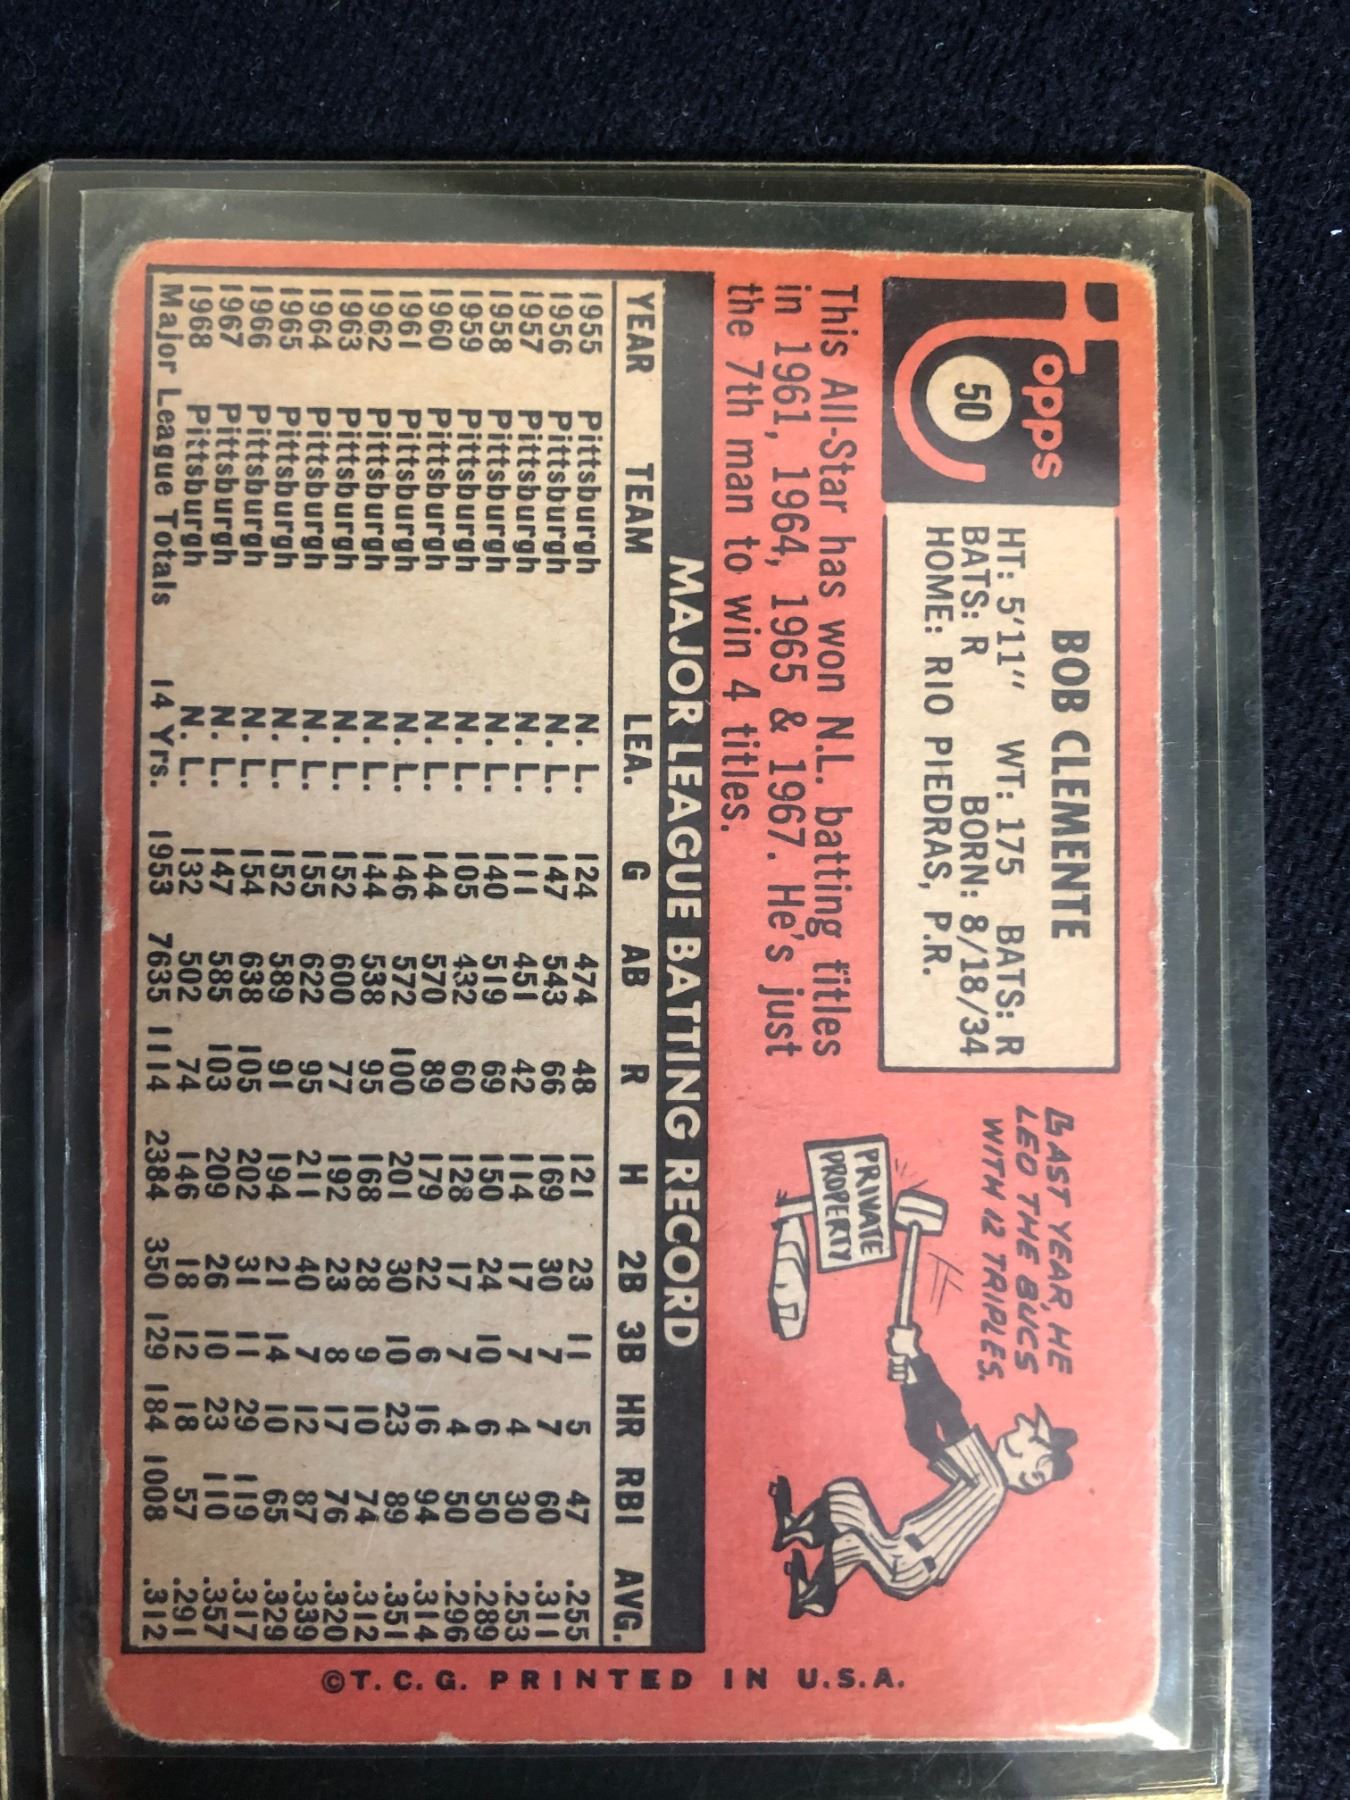 Topps
50
BOB CLEMENTE
HT: 5'11" WT: 175 BATS: R
BATS: R BORN: 8/18/34
HOME: RIO PIEDRAS, P.R.
LAST YEAR, HE
LED THE BUCS
WITH 12 TRIPLES.
PRIVATE
PROPERTY
This All-Star has won N.L. batting titles
in 1961, 1964, 1965 & 1967. He's just
the 7th man to win 4 titles.
MAJOR LEAGUE BATTING RECORD
YEAR TEAM LEA. G AB R H 2B 3B HR RBI AVG.
1955 Pittsburgh N. L. 124 474 48 121 23 11 5 47 .255
1956 Pittsburgh N. L. 147 543 66 169 30 7 7 60 .311
1957 Pittsburgh N. L. 111 451 42 114 17 7 4 30 .253
1958 Pittsburgh N. L. 140 519 69 150 24 10 6 50 .289
1959 Pittsburgh N. L. 105 432 60 128 17 7 4 50 .296
1960 Pittsburgh N. L. 144 570 89 179 22 6 16 94 .314
1961 Pittsburgh N. L. 146 572 100 201 30 10 23 89 .351
1962 Pittsburgh N. L. 144 538 95 168 28 9 10 74 .312
1963 Pittsburgh N. L. 152 600 77 192 23 8 17 76 .320
1964 Pittsburgh N. L. 155 622 95 211 40 7 12 87 .339
1965 Pittsburgh N. L. 152 589 91 194 21 14 10 65 .329
1966 Pittsburgh N. L. 154 638 105 202 31 11 29 119 .317
1967 Pittsburgh N. L. 147 585 103 209 26 10 23 110 .357
1968 Pittsburgh N. L. 132 502 74 146 18 12 18 57 .291
Major League Totals 14 Yrs. 1953 7635 1114 2384 350 129 184 1008 .312
©T. C. G. PRINTED IN U.S.A.